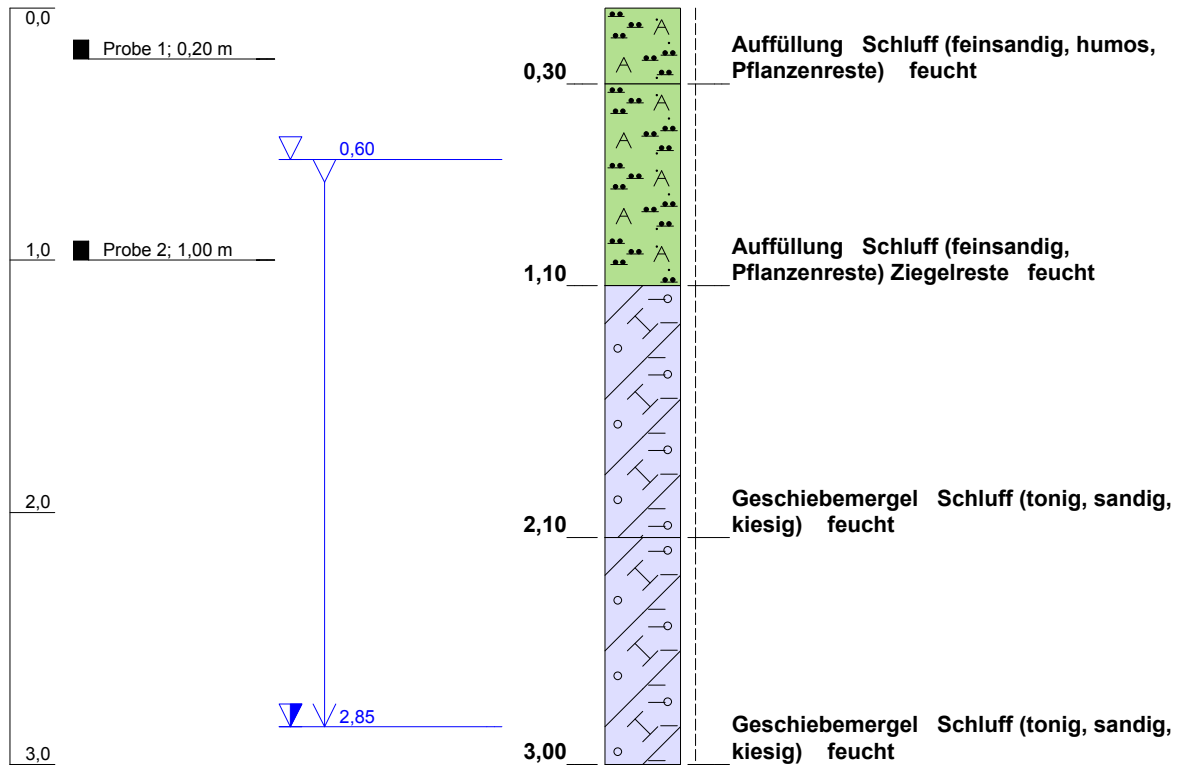 0,0
Probe 1; 0,20 m
0,30
Auffüllung Schluff (feinsandig, humos,
Pflanzenreste) feucht
0,60
1,0
Probe 2; 1,00 m
1,10
Auffüllung Schluff (feinsandig,
Pflanzenreste) Ziegelreste feucht
2,0
2,10
Geschiebemergel Schluff (tonig, sandig,
kiesig) feucht
2,85
3,0
3,00
Geschiebemergel Schluff (tonig, sandig,
kiesig) feucht